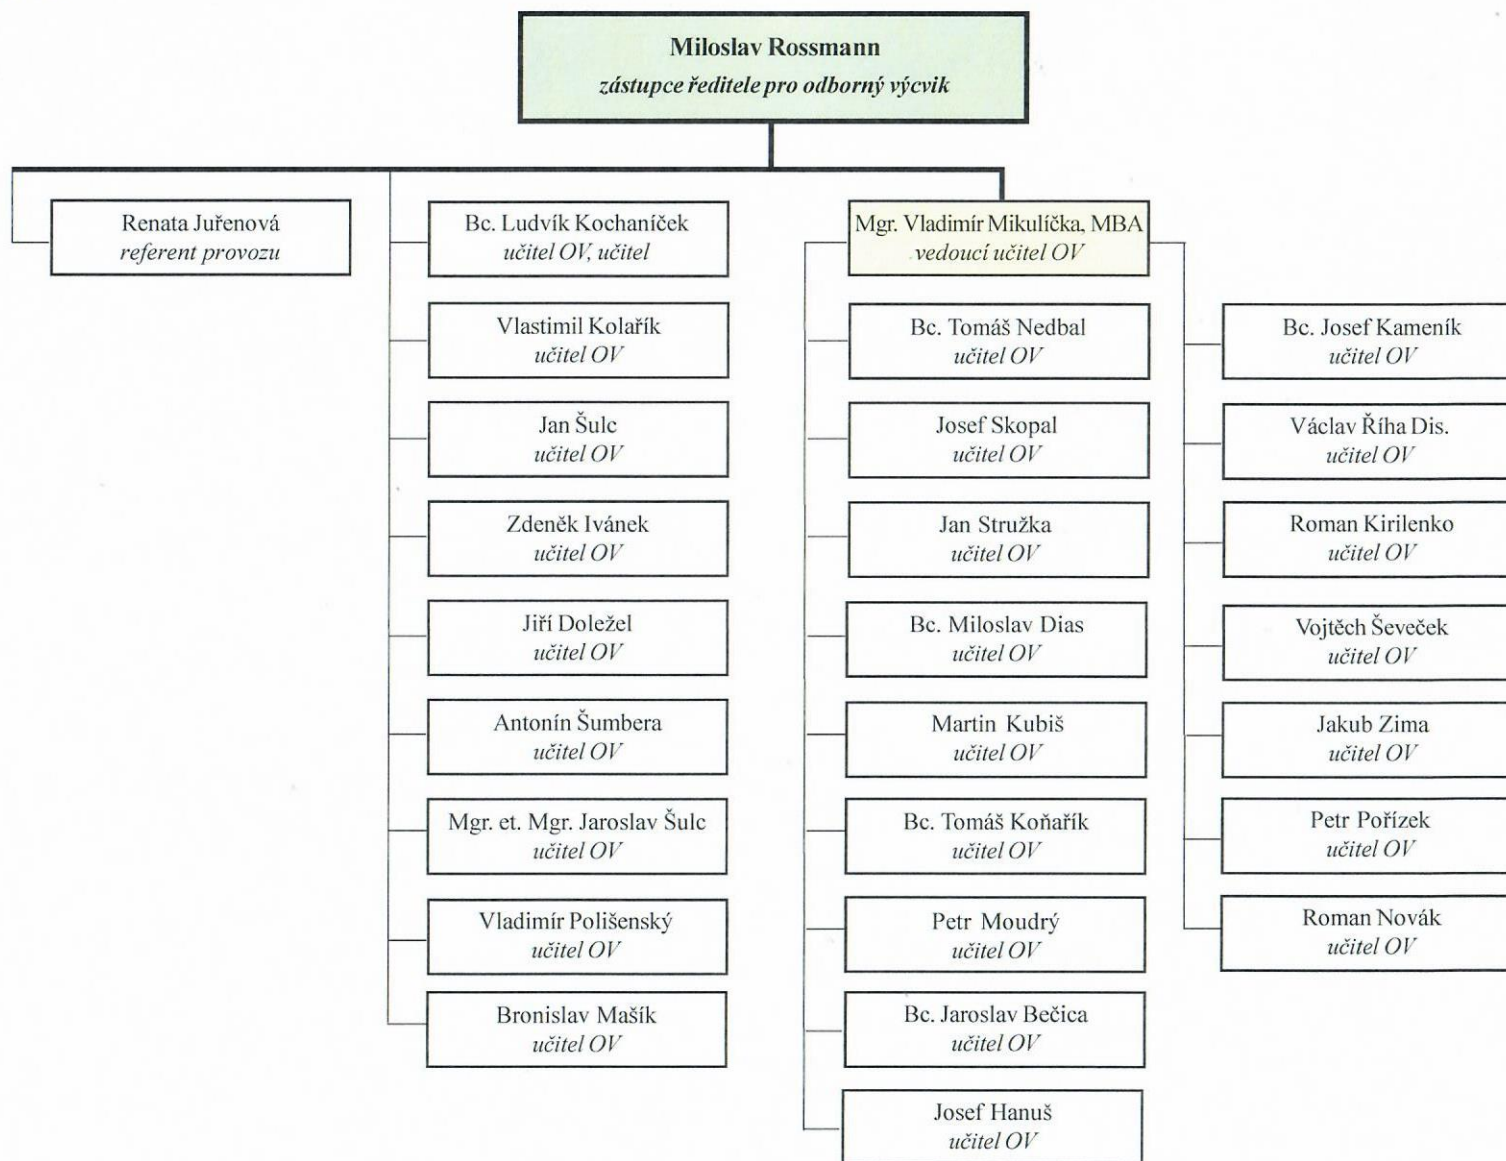 Miloslav Rossmann
zástupce ředitele pro odborný výcvik
Renata Juřenová
referent provozu
Bc. Ludvík Kochaníček
učitel OV, učitel
Vlastimil Kolařík
učitel OV
Jan Šulc
učitel OV
Zdeněk Ivánek
učitel OV
Jiří Doležel
učitel OV
Antonín Šumbera
učitel OV
Mgr. et. Mgr. Jaroslav Šulc
učitel OV
Vladimír Polišenský
učitel OV
Bronislav Mašík
učitel OV
Mgr. Vladimír Mikulíčka, MBA
vedoucí učitel OV
Bc. Tomáš Nedbal
učitel OV
Josef Skopal
učitel OV
Jan Stružka
učitel OV
Bc. Miloslav Dias
učitel OV
Martin Kubiš
učitel OV
Bc. Tomáš Koňařík
učitel OV
Petr Moudrý
učitel OV
Bc. Jaroslav Bečica
učitel OV
Josef Hanuš
učitel OV
Bc. Josef Kameník
učitel OV
Václav Říha Dis.
učitel OV
Roman Kirilenko
učitel OV
Vojtěch Ševeček
učitel OV
Jakub Zima
učitel OV
Petr Pořízek
učitel OV
Roman Novák
učitel OV